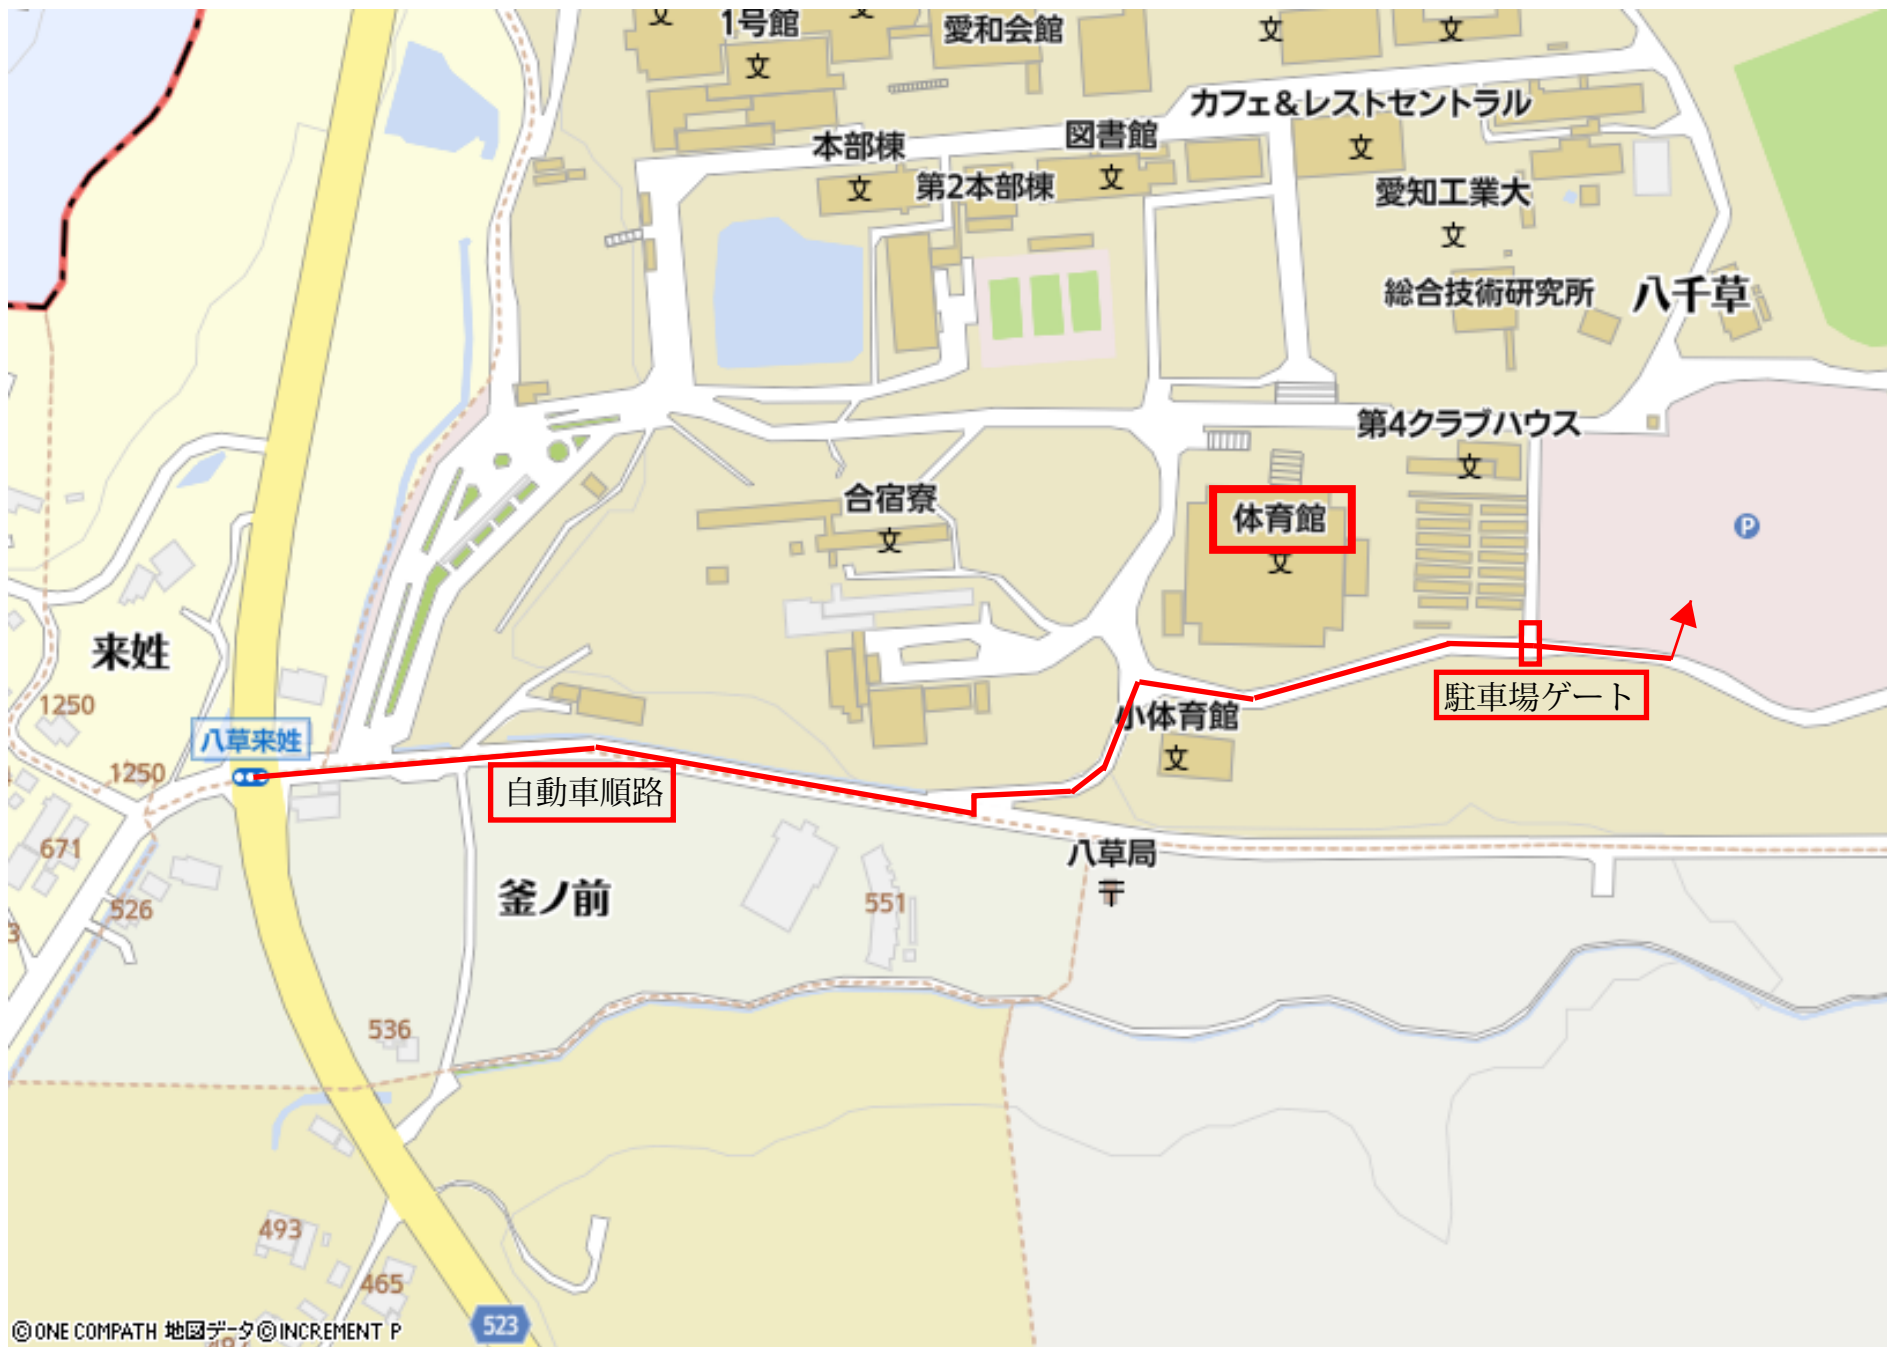 文
1号館
文
愛和会館
文
文
文
カフェ&レストセントラル
本部棟
図書館
文
文
第2本部棟
文
愛知工業大
文
総合技術研究所
八千草
第4クラブハウス
文
合宿寮
文
体育館
文
P
来姓
1250
駐車場ゲート
小体育館
文
八草来姓
1250
自動車順路
671
八草局
〒
釜ノ前
551
526
3
536
493
465
523
©ONE COMPATH 地図データ©INCREMENT P